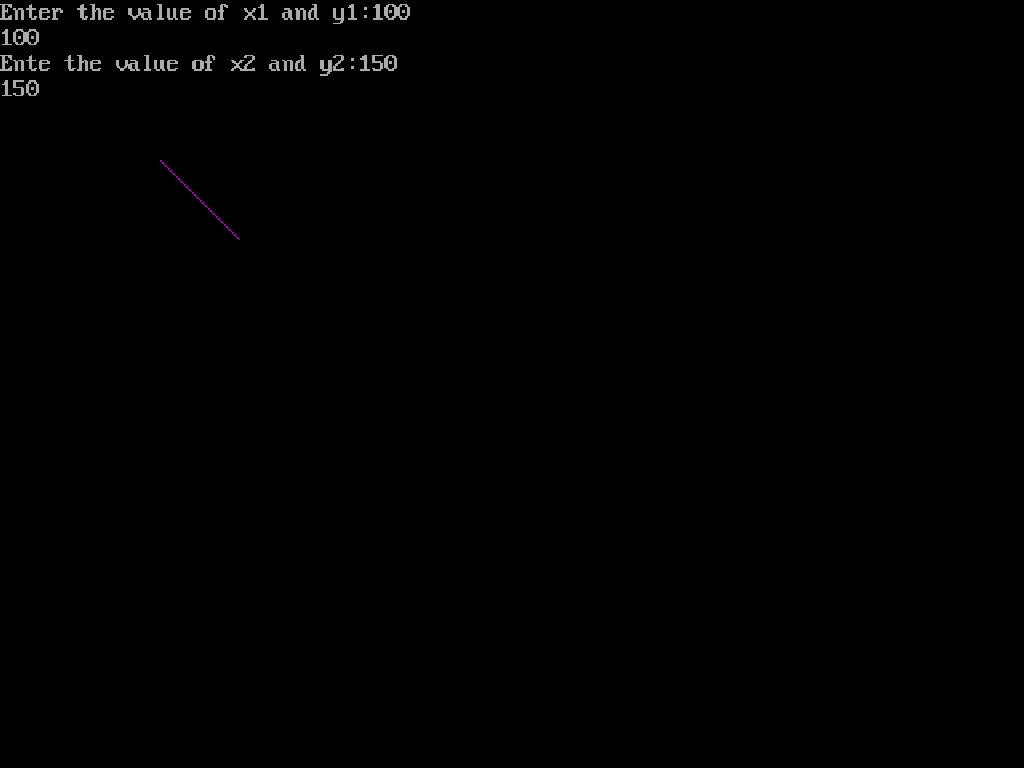 Enter the value of x1 and y1:100
100
Ente the value of x2 and y2:150
150